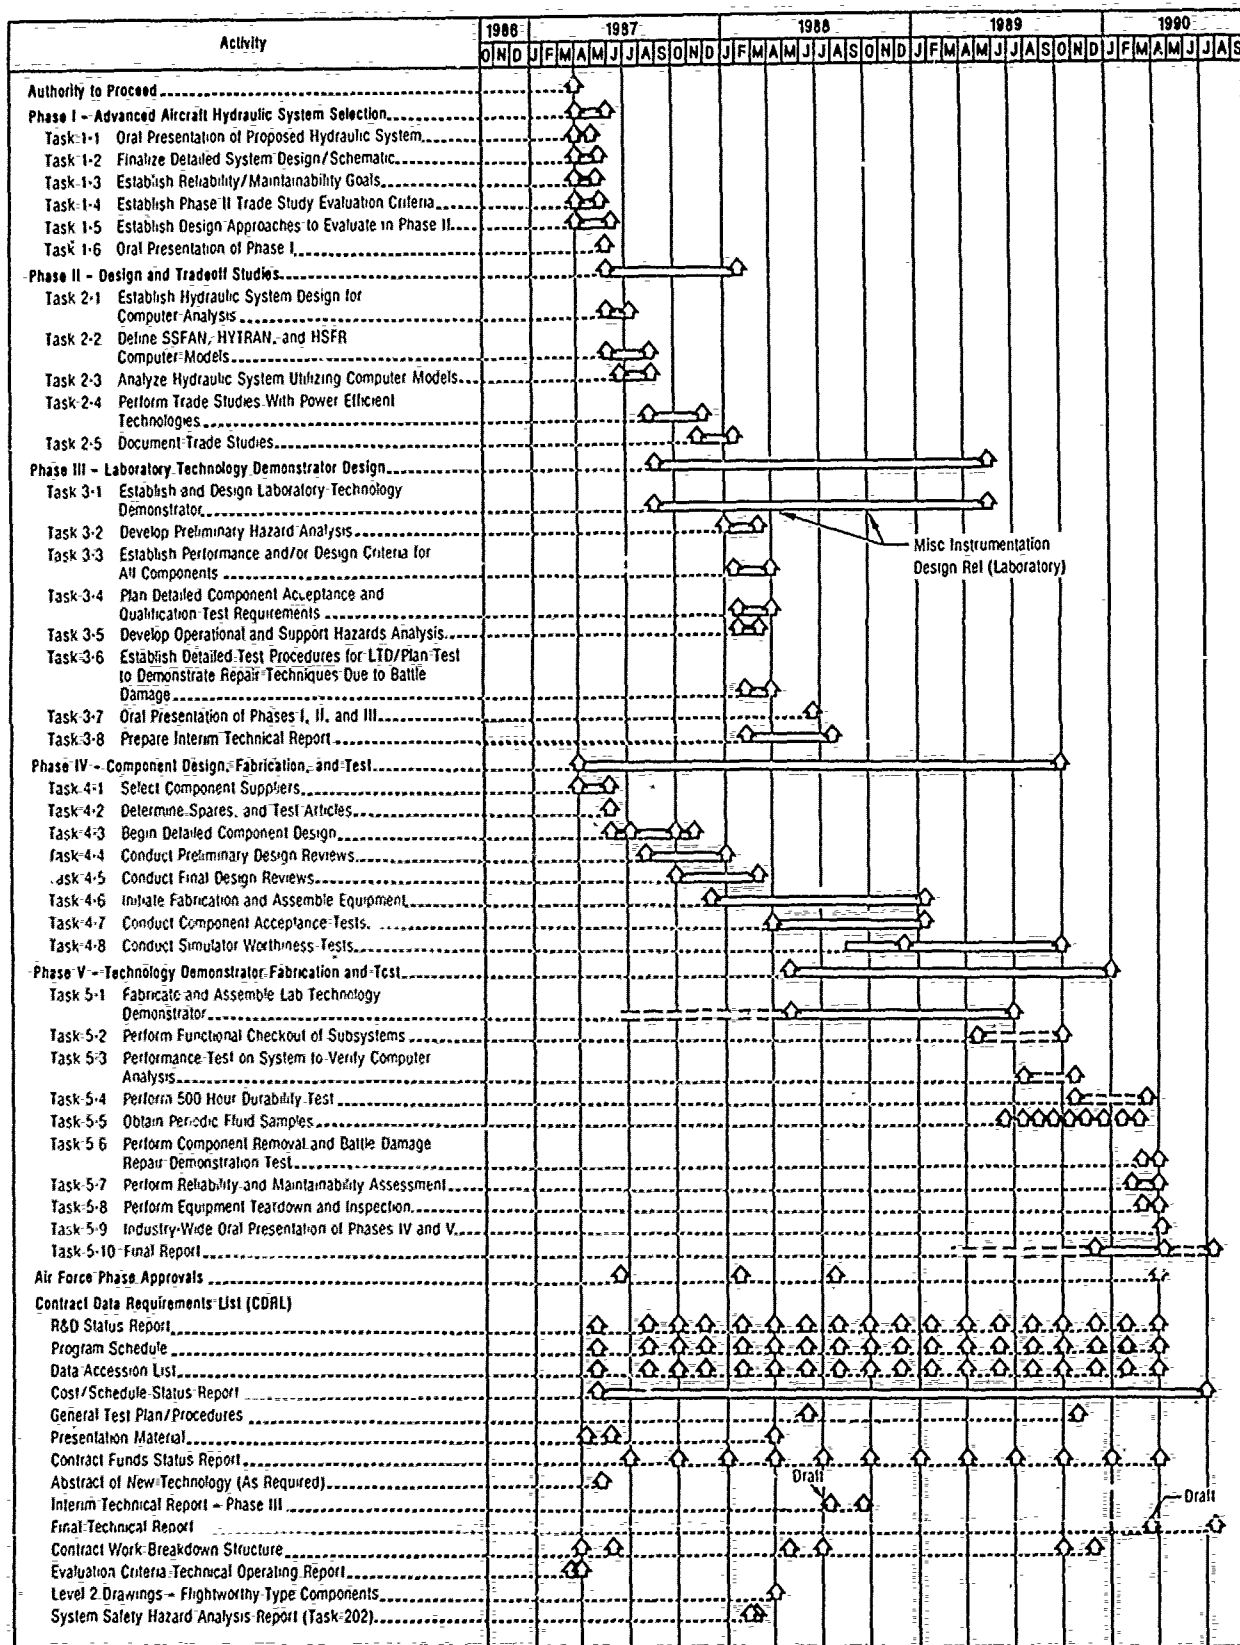 Activity
1986 1987 1988 1989 1990
O N D J F M A M J J A S O N D J F M A M J J A S O N D J F M A M J J A S O N D J F M A M J J A S
Authority to Proceed
Phase I - Advanced Aircraft Hydraulic System Selection
Task 1-1 Oral Presentation of Proposed Hydraulic System
Task 1-2 Finalize Detailed System Design/Schematic
Task 1-3 Establish Reliability/Maintainability Goals
Task 1-4 Establish Phase II Trade Study Evaluation Criteria
Task 1-5 Establish Design Approaches to Evaluate in Phase II
Task 1-6 Oral Presentation of Phase I
Phase II - Design and Tradeoff Studies
Task 2-1 Establish Hydraulic System Design for
Computer Analysis
Task 2-2 Define SSFAN, HYTRAN, and HSFR
Computer Models
Task 2-3 Analyze Hydraulic System Utilizing Computer Models
Task 2-4 Perform Trade Studies With Power Efficient
Technologies
Task 2-5 Document Trade Studies
Phase III - Laboratory Technology Demonstrator Design
Task 3-1 Establish and Design Laboratory Technology
Demonstrator
Task 3-2 Develop Preliminary Hazard Analysis
Misc Instrumentation
Design Rel (Laboratory)
Task 3-3 Establish Performance and/or Design Criteria for
All Components
Task 3-4 Plan Detailed Component Acceptance and
Qualification Test Requirements
Task 3-5 Develop Operational and Support Hazards Analysis
Task 3-6 Establish Detailed Test Procedures for LTD/Plan Test
to Demonstrate Repair Techniques Due to Battle
Damage
Task 3-7 Oral Presentation of Phases I, II, and III
Task 3-8 Prepare Interim Technical Report
Phase IV - Component Design, Fabrication, and Test
Task 4-1 Select Component Suppliers
Task 4-2 Determine Spares, and Test Articles
Task 4-3 Begin Detailed Component Design
Task 4-4 Conduct Preliminary Design Reviews
Task 4-5 Conduct Final Design Reviews
Task 4-6 Initiate Fabrication and Assemble Equipment
Task 4-7 Conduct Component Acceptance Tests
Task 4-8 Conduct Simulator Worthiness Tests
Phase V - Technology Demonstrator Fabrication and Test
Task 5-1 Fabricate and Assemble Lab Technology
Demonstrator
Task 5-2 Perform Functional Checkout of Subsystems
Task 5-3 Performance Test on System to Verify Computer
Analysis
Task 5-4 Perform 500 Hour Durability Test
Task 5-5 Obtain Periodic Fluid Samples
Task 5-6 Perform Component Removal and Battle Damage
Repair Demonstration Test
Task 5-7 Perform Reliability and Maintainability Assessment
Task 5-8 Perform Equipment Teardown and Inspection
Task 5-9 Industry-Wide Oral Presentation of Phases IV and V
Task 5-10 Final Report
Air Force Phase Approvals
Contract Data Requirements List (CDRL)
R&D Status Report
Program Schedule
Data Accession List
Cost/Schedule Status Report
General Test Plan/Procedures
Presentation Material
Contract Funds Status Report
Abstract of New Technology (As Required)
Draft
Interim Technical Report - Phase III
Draft
Final Technical Report
Contract Work Breakdown Structure
Evaluation Criteria Technical Operating Report
Level 2 Drawings - Flightworthy Type Components
System Safety Hazard Analysis Report (Task 202)